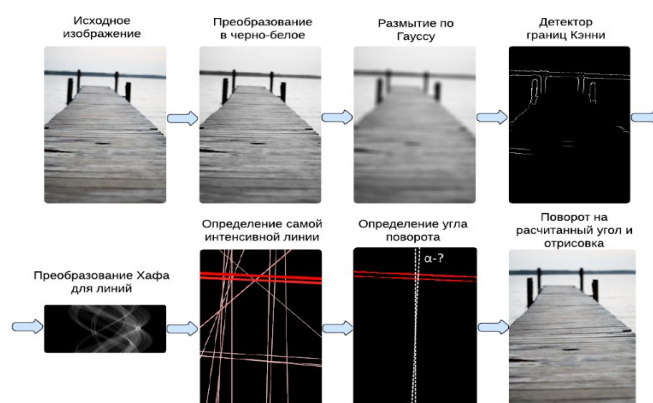 Исходное
изображение
Преобразование
в черно-белое
Размытие по
Гауссу
Детектор
границ Кэнни
Преобразование Хафа
для линий
Определение самой
интенсивной линии
Определение угла
поворота
α-?
Поворот на
расчитанный угол и
отрисовка